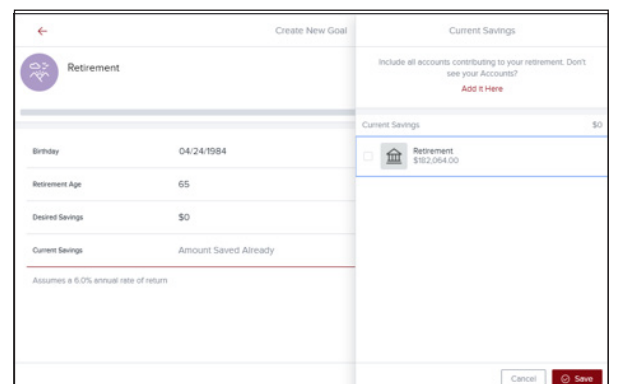 Create New Goal
Retirement
Birthday 04/24/1984
Retirement Age 65
Desired Savings $0
Current Savings Amount Saved Already
Assumes a 6.0% annual rate of return
Current Savings
Include all accounts contributing to your retirement. Don't
see your Accounts?
Add it Here
Current Savings $0
Retirement
$182,064.00
Cancel Save